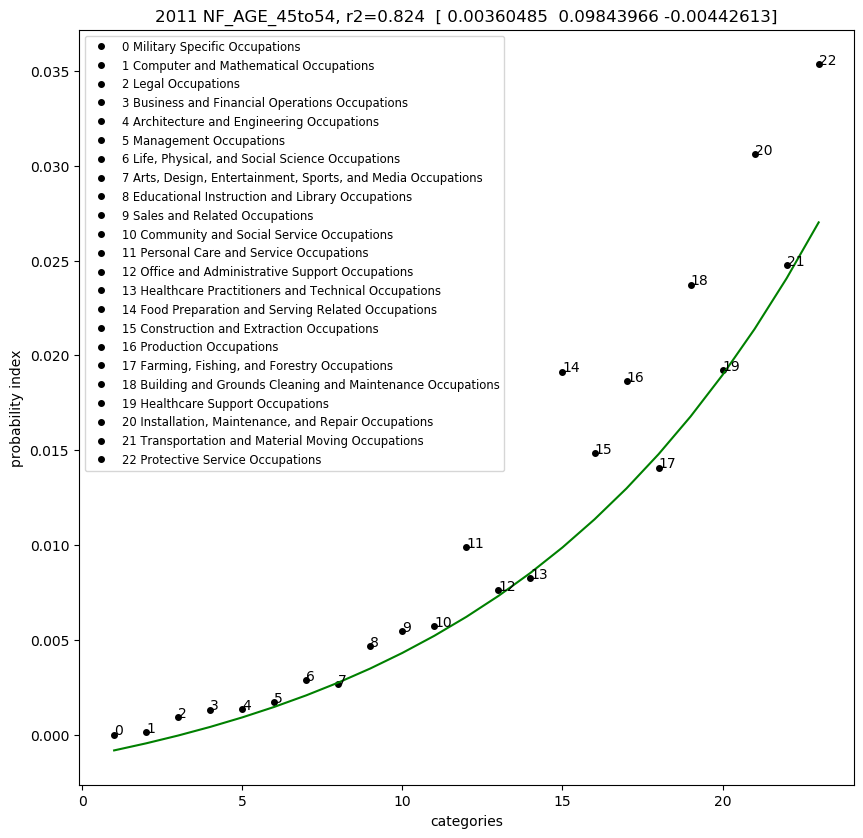 2011 NF_AGE_45to54, r2=0.824 [ 0.00360485 0.09843966 -0.00442613]
0 Military Specific Occupations
1 Computer and Mathematical Occupations
2 Legal Occupations
3 Business and Financial Operations Occupations
4 Architecture and Engineering Occupations
5 Management Occupations
6 Life, Physical, and Social Science Occupations
7 Arts, Design, Entertainment, Sports, and Media Occupations
8 Educational Instruction and Library Occupations
9 Sales and Related Occupations
10 Community and Social Service Occupations
11 Personal Care and Service Occupations
12 Office and Administrative Support Occupations
13 Healthcare Practitioners and Technical Occupations
14 Food Preparation and Serving Related Occupations
15 Construction and Extraction Occupations
16 Production Occupations
17 Farming, Fishing, and Forestry Occupations
18 Building and Grounds Cleaning and Maintenance Occupations
19 Healthcare Support Occupations
20 Installation, Maintenance, and Repair Occupations
21 Transportation and Material Moving Occupations
22 Protective Service Occupations
0.035
0.030
0.025
0.020
0.015
0.010
0.005
0.000
probability index
0
1
2
3
4
5
6
7
8
9
10
11
12
13
14
15
16
17
18
19
20
21
22
0 5 10 15 20
categories